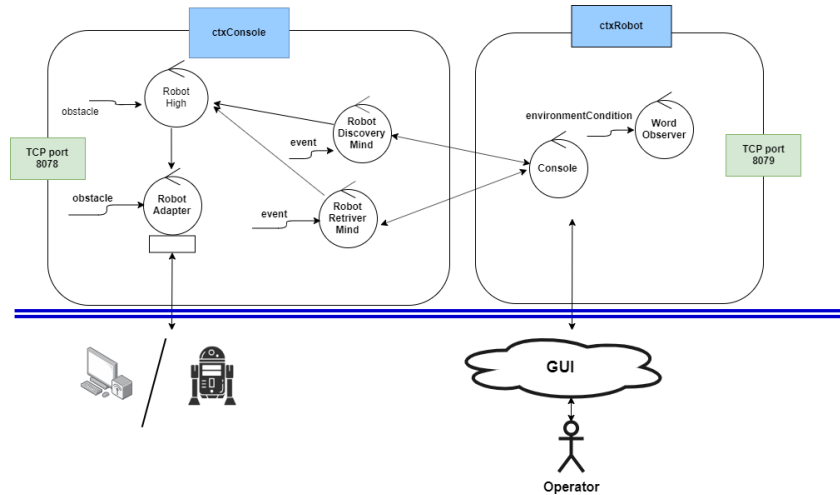 ctxConsole
ctxRobot
Robot
High
obstacle
Robot
Discovery
Mind
event
environmentCondition
Word
Observer
TCP port
8078
TCP port
8079
Console
obstacle
Robot
Adapter
event
Robot
Retriver
Mind
GUI
Operator